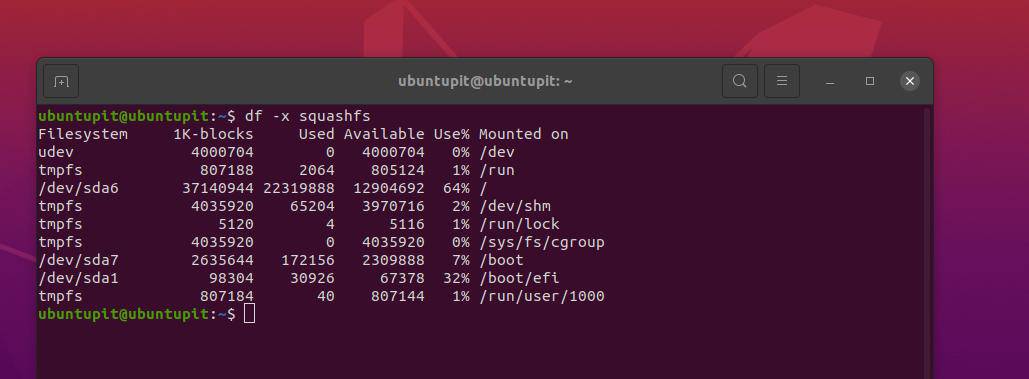 ubuntupit@ubuntupit: ~
ubuntupit@ubuntupit:~$ df -x squashfs
Filesystem     1K-blocks     Used Available Use% Mounted on
udev             4000704        0   4000704   0% /dev
tmpfs             807188     2064    805124   1% /run
/dev/sda6       37140944 22319888  12904692  64% /
tmpfs            4035920    65204   3970716   2% /dev/shm
tmpfs               5120        4      5116   1% /run/lock
tmpfs            4035920        0   4035920   0% /sys/fs/cgroup
/dev/sda7        2635644   172156   2309888   7% /boot
/dev/sda1          98304    30926     67378  32% /boot/efi
tmpfs             807184       40    807144   1% /run/user/1000
ubuntupit@ubuntupit:~$